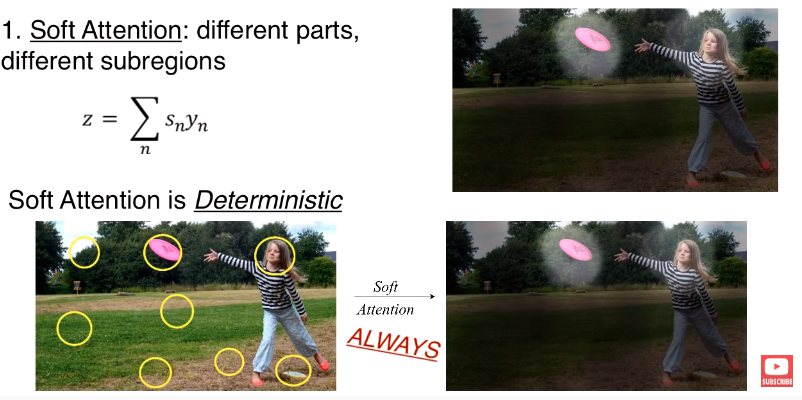 1. Soft Attention: different parts,
different subregions
z = ∑ sₙyₙ
n
Soft Attention is Deterministic
Soft
Attention
ALWAYS
SUBSCRIBE